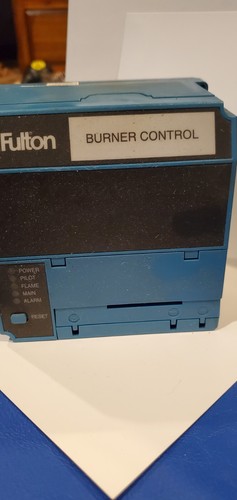 Fulton
BURNER CONTROL
POWER
PILOT
FLAME
MAIN
ALARM
RESET